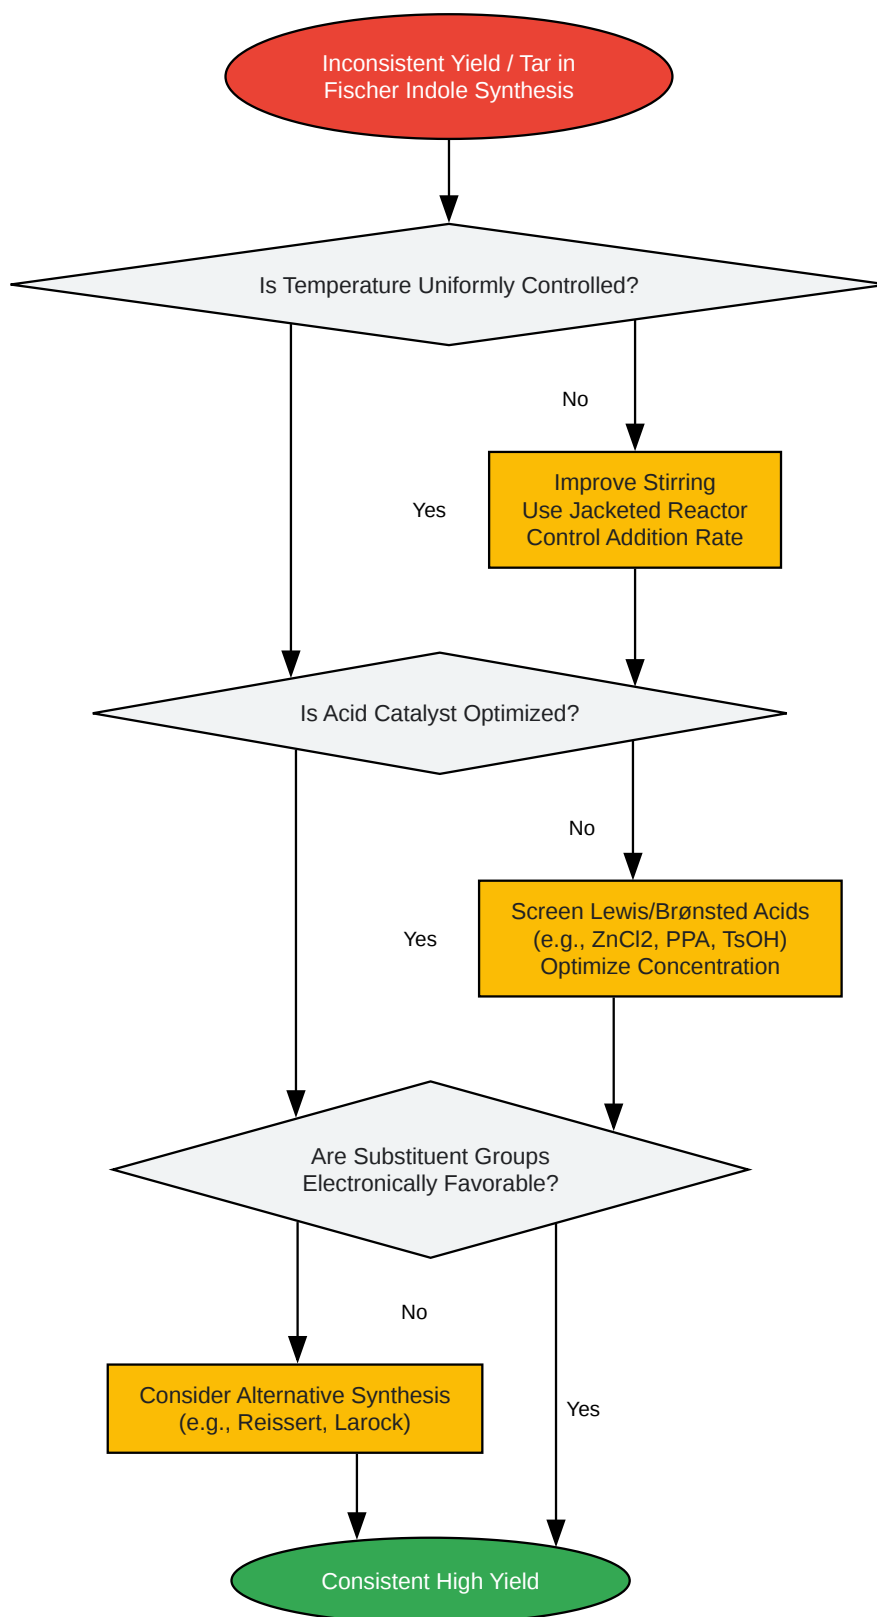 Inconsistent Yield / Tar in
Fischer Indole Synthesis
Is Temperature Uniformly Controlled?
No
Improve Stirring
Use Jacketed Reactor
Control Addition Rate
Yes
Is Acid Catalyst Optimized?
No
Screen Lewis/Brønsted Acids
(e.g., ZnCl2, PPA, TsOH)
Optimize Concentration
Yes
Are Substituent Groups
Electronically Favorable?
No
Consider Alternative Synthesis
(e.g., Reissert, Larock)
Yes
Consistent High Yield